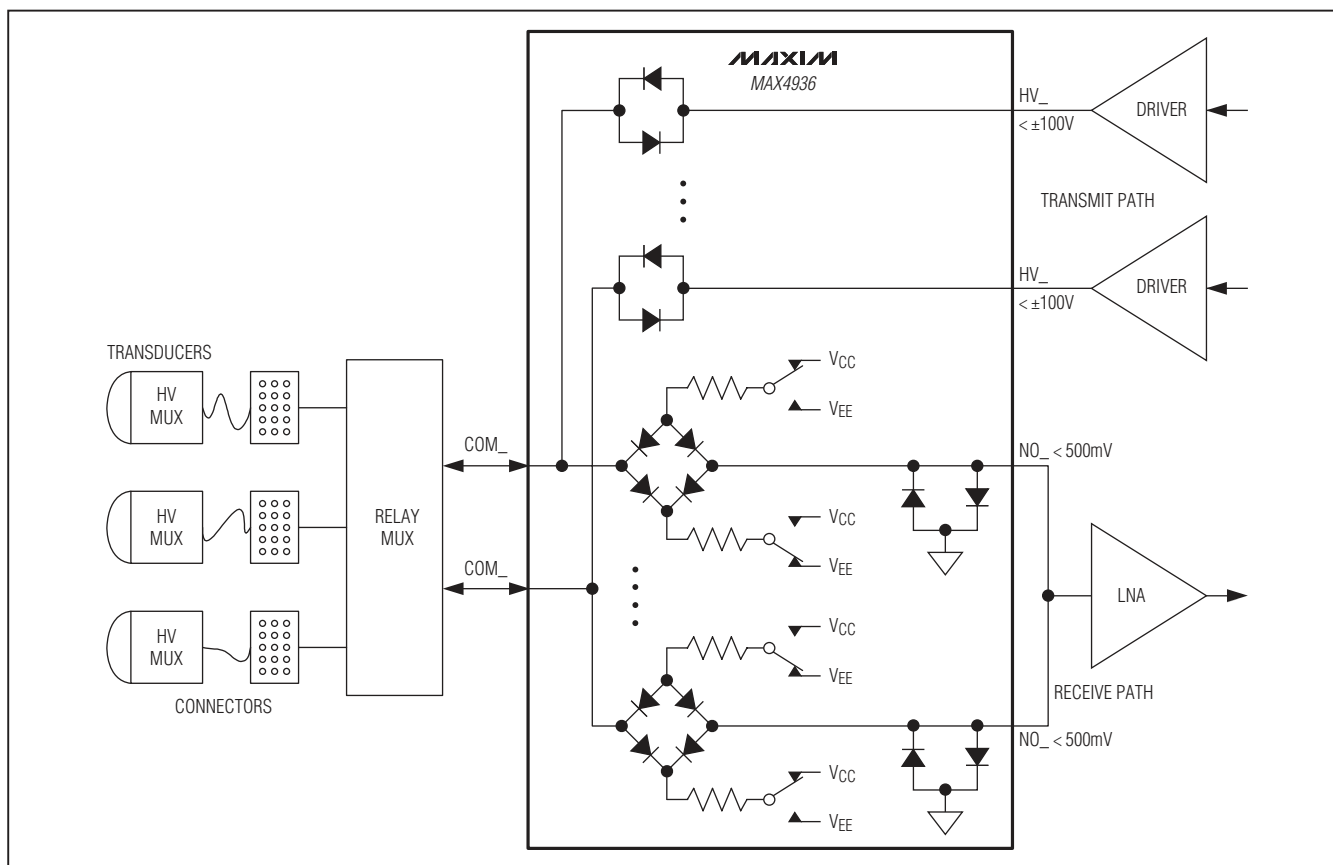 MAXIM
MAX4936
HV_
< ±100V
DRIVER
TRANSMIT PATH
HV_
< ±100V
DRIVER
TRANSDUCERS
HV
MUX
HV
MUX
HV
MUX
CONNECTORS
RELAY
MUX
COM_
COM_
VCC
VEE
VCC
VEE
NO_ < 500mV
VCC
VEE
VCC
VEE
LNA
RECEIVE PATH
NO_ < 500mV